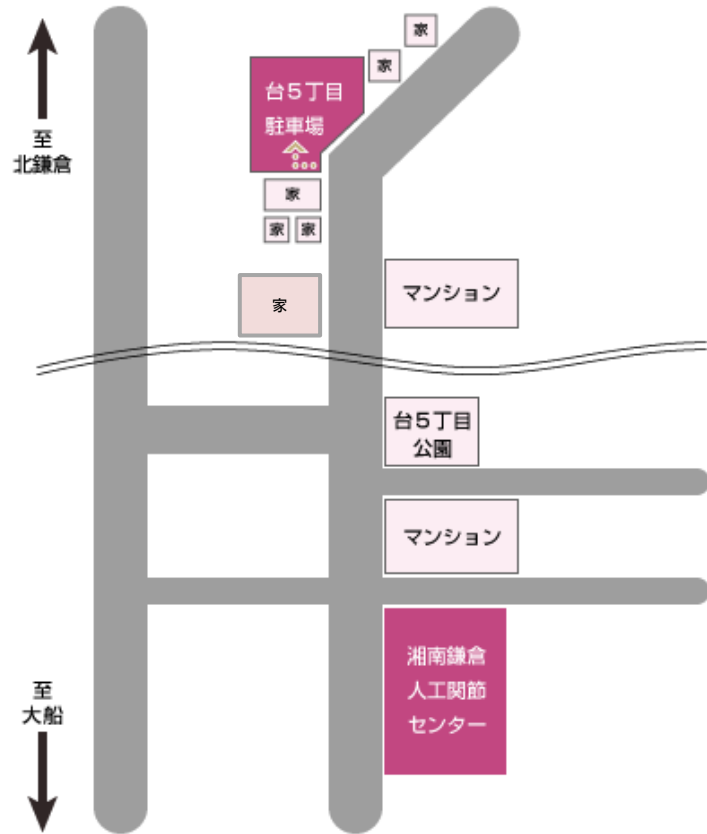 家
家
台5丁目
駐車場
至
北鎌倉
家
家
家
マンション
家
台5丁目
公園
マンション
湘南鎌倉
人工関節
センター
至
大船